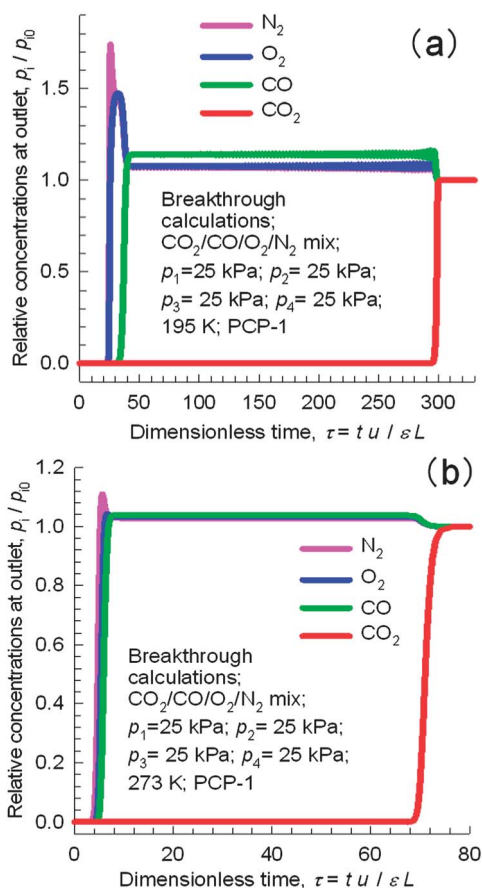 (a)
N₂
O₂
CO
CO₂
Relative concentrations at outlet, pᵢ / pᵢ₀
1.5
1.0
0.5
0.0
Breakthrough
calculations;
CO₂/CO/O₂/N₂ mix;
p₁=25 kPa; p₂= 25 kPa;
p₃= 25 kPa; p₄= 25 kPa;
195 K; PCP-1
0 50 100 150 200 250 300
Dimensionless time, τ = t u / εL
(b)
N₂
O₂
CO
CO₂
Relative concentrations at outlet, pᵢ / pᵢ₀
1.2
1.0
0.8
0.6
0.4
0.2
0.0
Breakthrough
calculations;
CO₂/CO/O₂/N₂ mix;
p₁=25 kPa; p₂= 25 kPa;
p₃= 25 kPa; p₄= 25 kPa;
273 K; PCP-1
0 20 40 60 80
Dimensionless time, τ = t u / εL